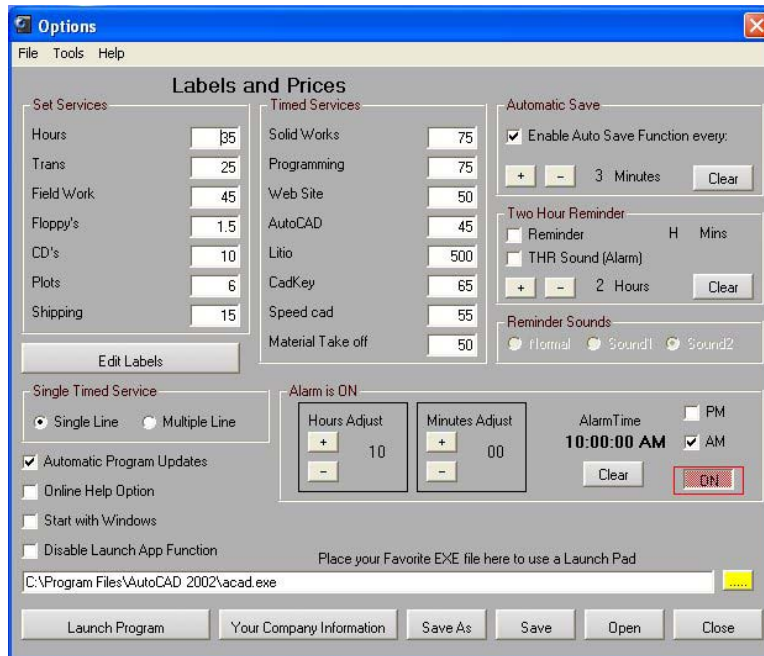 Options
File Tools Help
Labels and Prices
Set Services
Hours 35
Trans 25
Field Work 45
Floppy's 1.5
CD's 10
Plots 6
Shipping 15
Edit Labels
Timed Services
Solid Works 75
Programming 75
Web Site 50
AutoCAD 45
Litio 500
CadKey 65
Speed cad 55
Material Take off 50
Automatic Save
Enable Auto Save Function every:
+ - 3 Minutes Clear
Two Hour Reminder
Reminder H Mins
THR Sound (Alarm)
+ - 2 Hours Clear
Reminder Sounds
Normal Sound1 Sound2
Single Timed Service
Single Line Multiple Line
Automatic Program Updates
Online Help Option
Start with Windows
Disable Launch App Function
Alarm is ON
Hours Adjust
+ 10
-
Minutes Adjust
+ 00
-
AlarmTime
10:00:00 AM
Clear
PM
AM
ON
Place your Favorite EXE file here to use a Launch Pad
C:\Program Files\AutoCAD 2002\acad.exe .....
Launch Program Your Company Information Save As Save Open Close